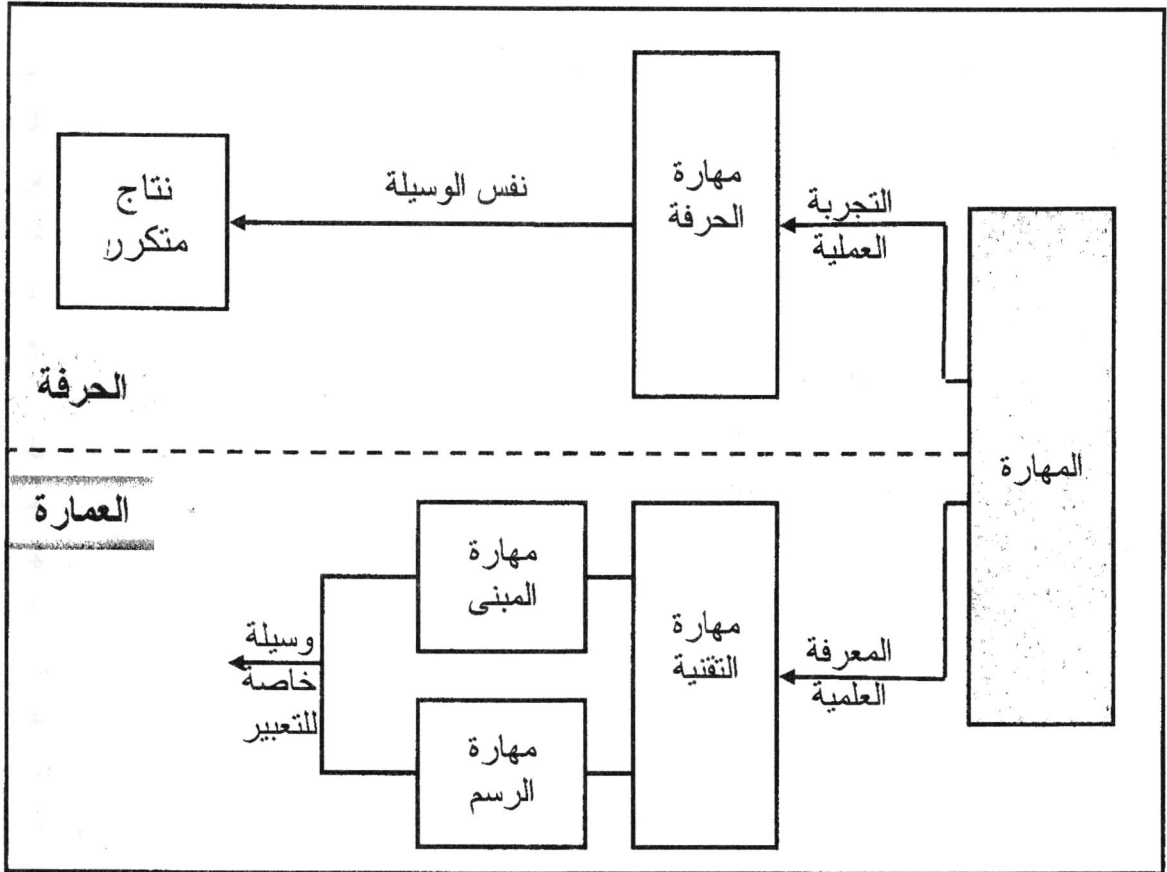 المهارة
التجربة
العملية
مهارة
الحرفة
نفس الوسيلة
نتاج
متكرر
الحرفة
العمارة
المعرفة
العلمية
مهارة
التقنية
مهارة
المبنى
مهارة
الرسم
وسيلة
خاصة
للتعبير